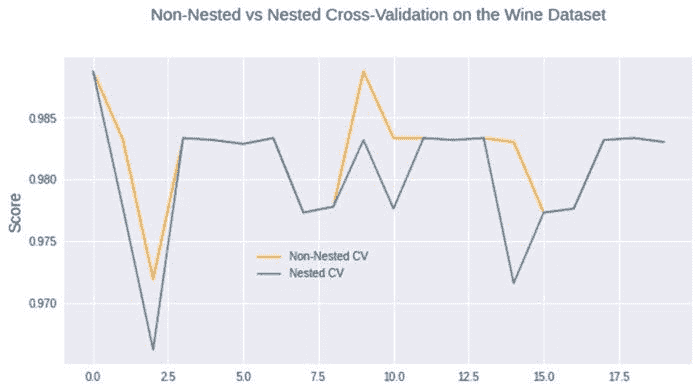 Non-Nested vs Nested Cross-Validation on the Wine Dataset
0.985
0.980
0.975
0.970
Score
Non-Nested CV
Nested CV
0.0 2.5 5.0 7.5 10.0 12.5 15.0 17.5